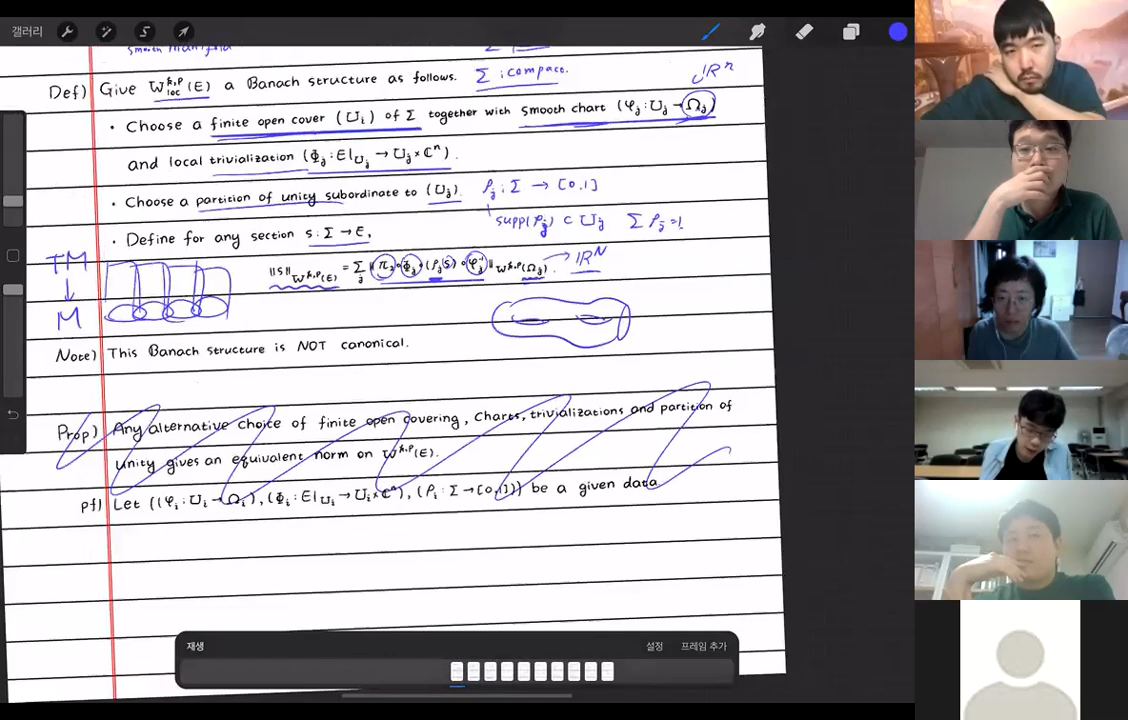 갤러리
smooth manifold
Def) Give W^{k,p}_{loc}(E) a Banach structure as follows. Σ : compact.
ℝⁿ
· Choose a finite open cover (U_i) of Σ together with smooth chart (φ_j : U_j → Ω_j)
and local trivialization (Φ_j : E|_{U_j} → U_j × ℂⁿ).
· Choose a partition of unity subordinate to (U_j). ρ_j : Σ → [0,1]
supp(ρ_j) ⊂ U_j Σ ρ_j = 1
· Define for any section s : Σ → E,
TM
↓
M
‖s‖_{W^{k,p}(E)} = Σ_j ‖π_2 ∘ Φ_j ∘ (ρ_j s) ∘ φ_j^{-1}‖_{W^{k,p}(Ω_j)} . → ℝ^N
Note) This Banach structure is NOT canonical.
Prop) Any alternative choice of finite open covering, charts, trivializations and partition of
unity gives an equivalent norm on W^{k,p}(E).
pf) Let ((φ_i : U_i → Ω_i), (Φ_i : E|_{U_i} → U_i × ℂⁿ), (ρ_i : Σ → [0,1])) be a given data
재생
설정
프레임 추가